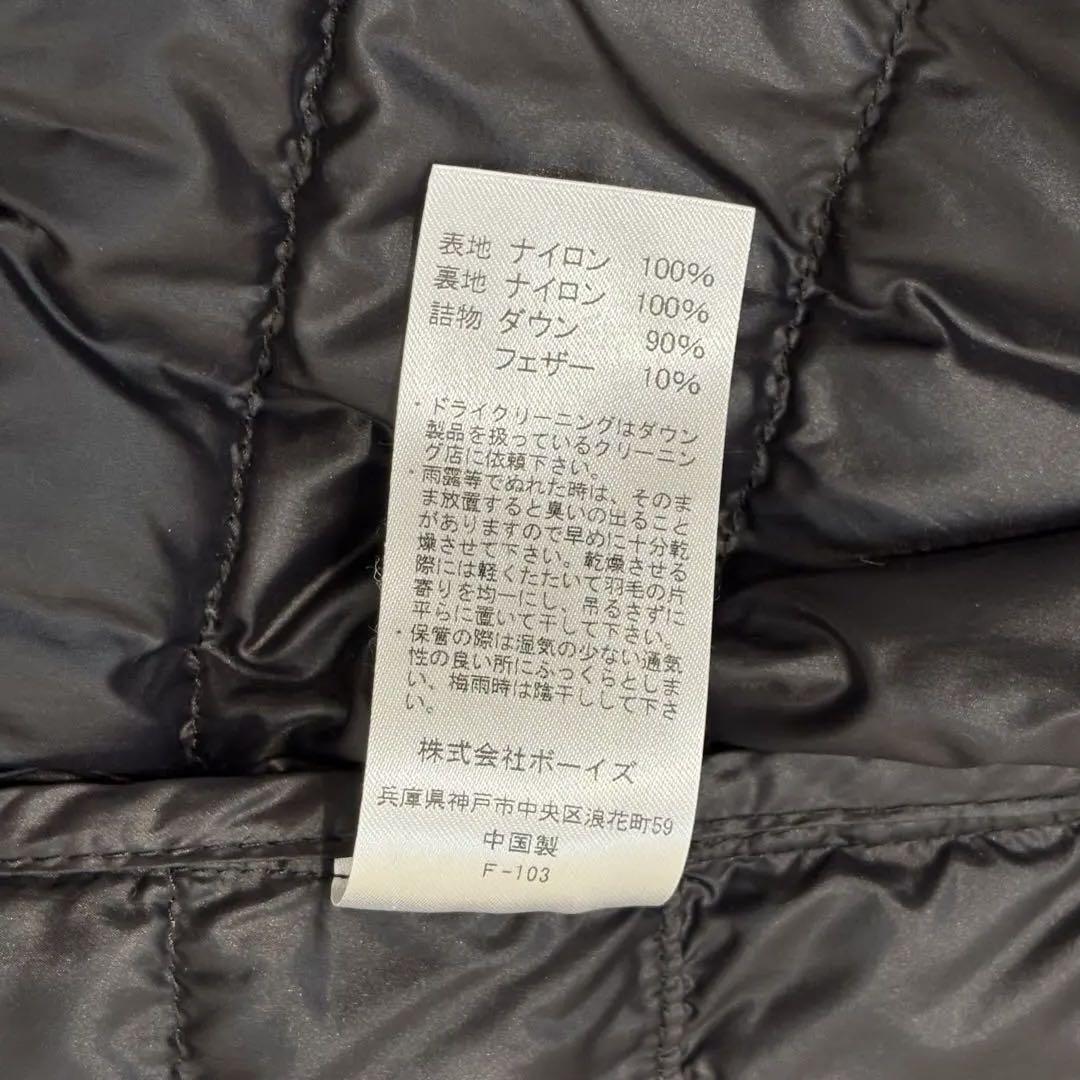 表地 ナイロン 100%
裏地 ナイロン 100%
詰物 ダウン 90%
フェザー 10%
・ドライクリーニングはダウン
製品を扱っているクリーニン
グ店に依頼下さい。
・雨露等でぬれた時は、そのま
ま放置すると臭いの出ること
がありますので早めに十分乾
燥させて下さい。乾燥させる
際には軽くたたいて羽毛の片
寄りを均一にし、吊るさずに
平らに置いて干して下さい。
・保管の際は湿気の少ない通気
性の良い所にふっくらとしま
い、梅雨時は陰干しして下さ
い。
株式会社ボーイズ
兵庫県神戸市中央区浪花町59
中国製
F-103